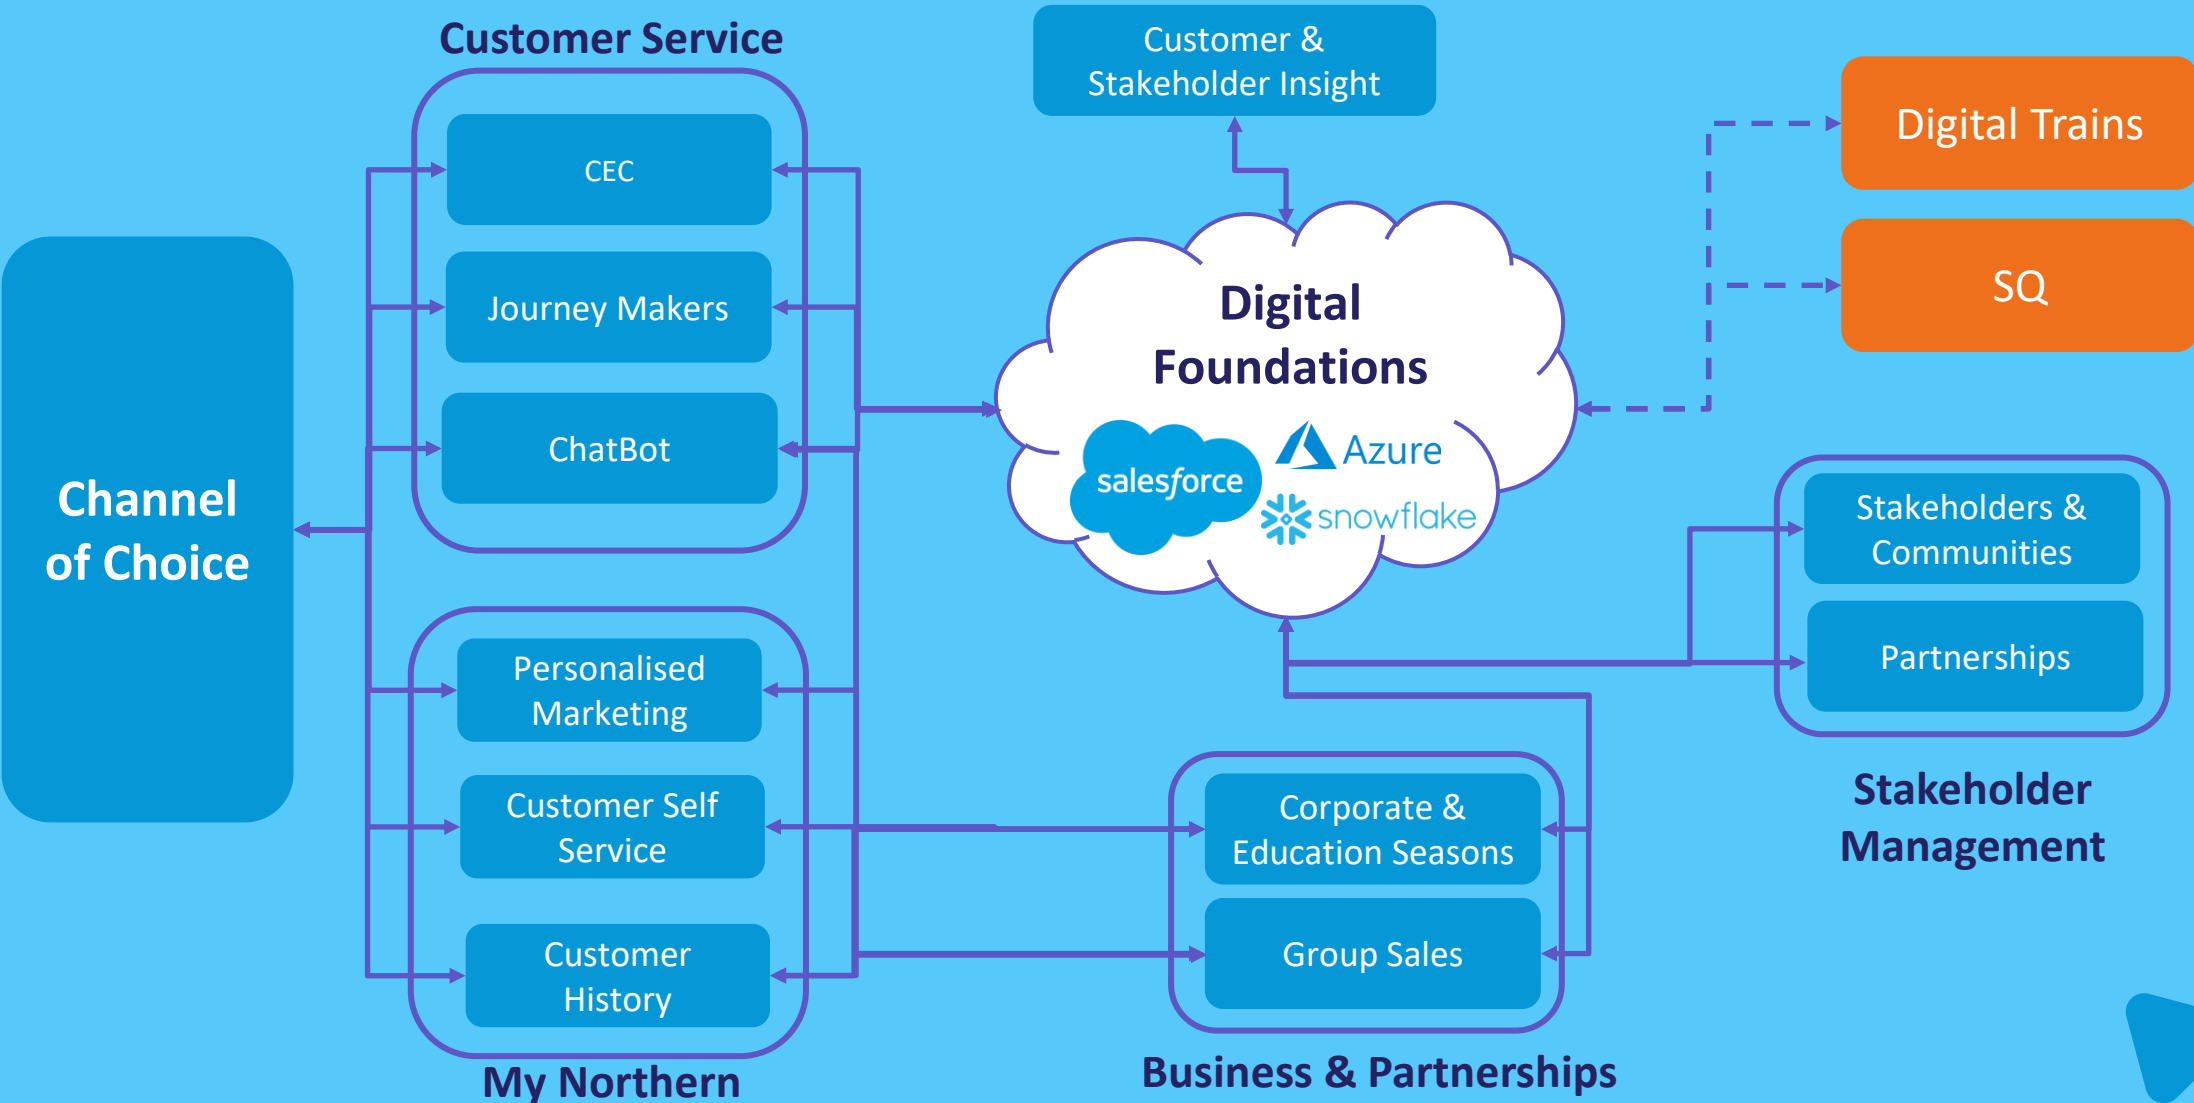 Customer Service
CEC
Journey Makers
ChatBot
Channel
of Choice
Personalised
Marketing
Customer Self
Service
Customer
History
My Northern
Customer &
Stakeholder Insight
Digital
Foundations
salesforce
Azure
snowflake
Corporate &
Education Seasons
Group Sales
Business & Partnerships
Digital Trains
SQ
Stakeholders &
Communities
Partnerships
Stakeholder
Management